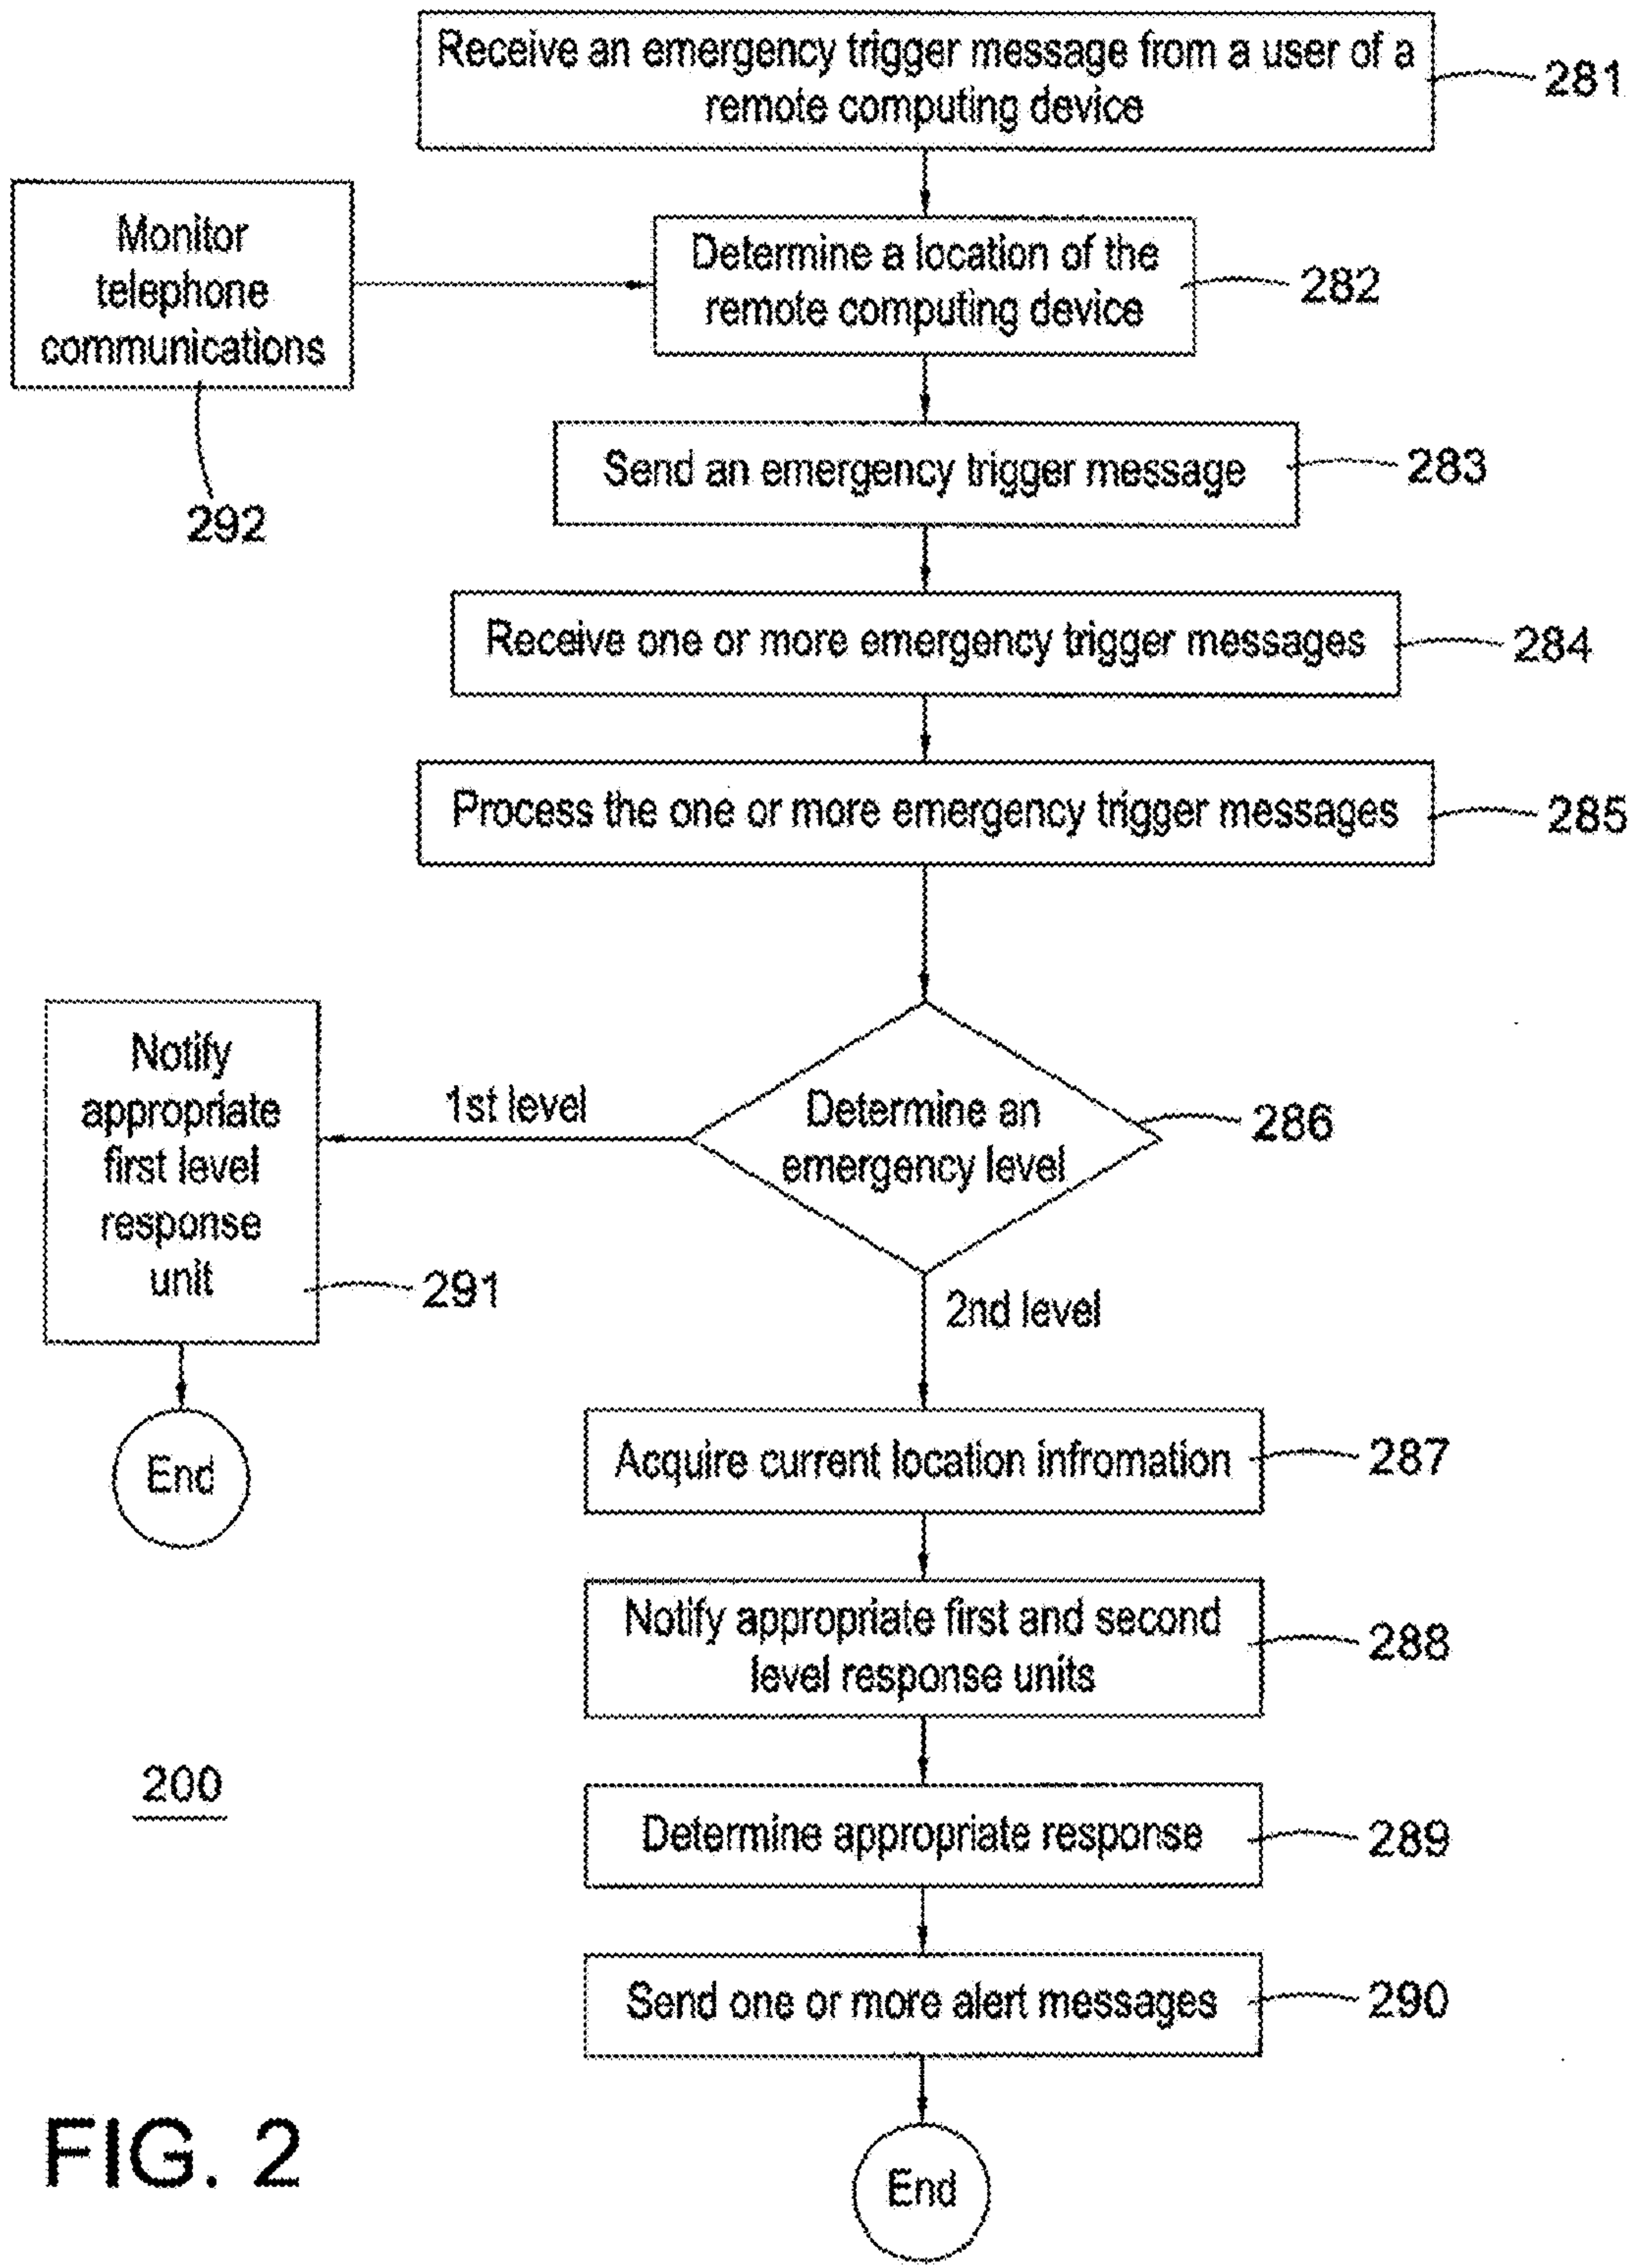 Receive an emergency trigger message from a user of a
remote computing device
281
Monitor
telephone
communications
292
Determine a location of the
remote computing device
282
Send an emergency trigger message
283
Receive one or more emergency trigger messages
284
Process the one or more emergency trigger messages
285
Determine an
emergency level
286
1st level
Notify
appropriate
first level
response
unit
291
End
2nd level
Acquire current location infromation
287
Notify appropriate first and second
level response units
288
Determine appropriate response
289
Send one or more alert messages
290
End
200
FIG. 2